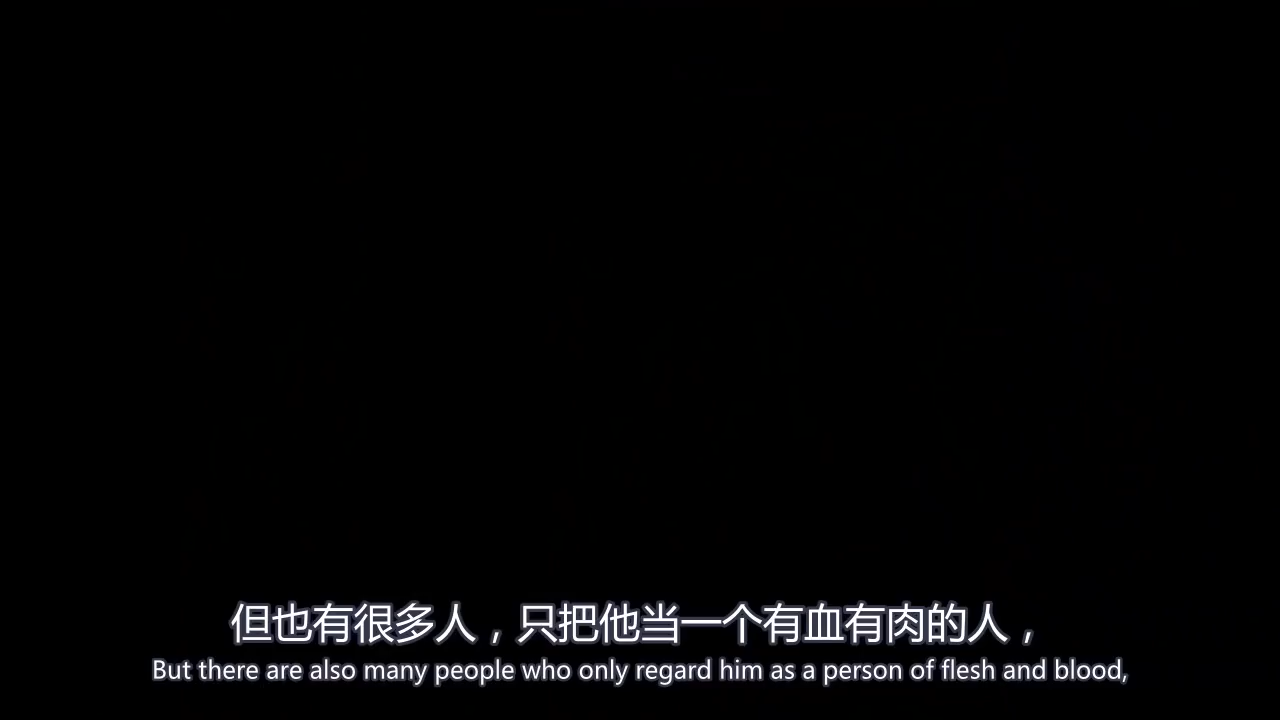 但也有很多人，只把他当一个有血有肉的人，
But there are also many people who only regard him as a person of flesh and blood,